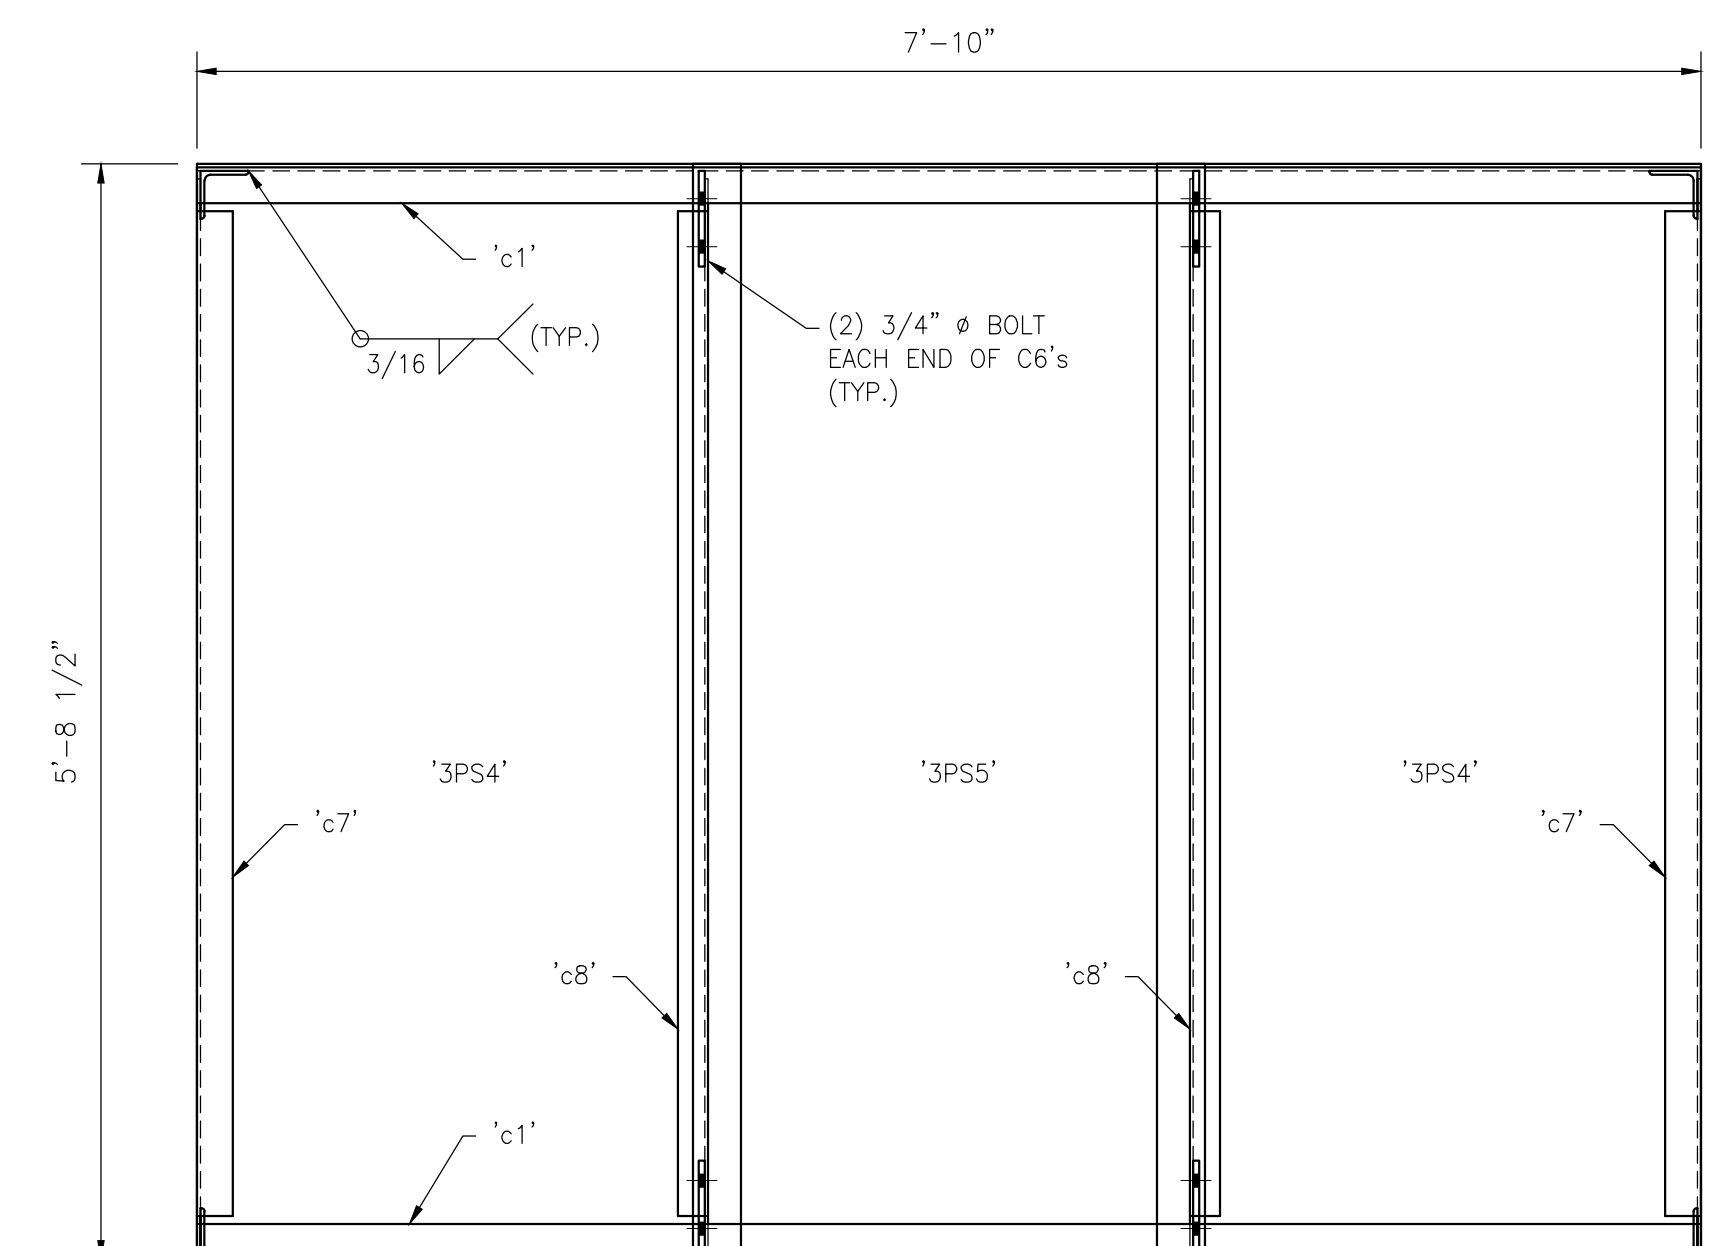 7'-10"
'c1'
3/16
(TYP.)
(2) 3/4" ø BOLT
EACH END OF C6's
(TYP.)
5'-8 1/2"
'3PS4'
'3PS5'
'3PS4'
'c7'
'c7'
'c8'
'c8'
'c1'